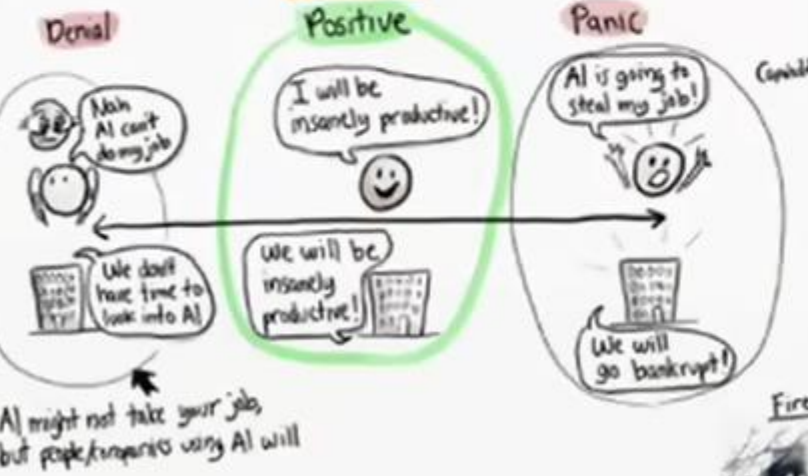 Denial
Positive
Panic
Nah
AI can't
do my job
I will be
insanely productive!
AI is going to
steal my job!
We don't
have time to
look into AI
We will be
insanely
productive!
We will
go bankrupt!
AI might not take your job,
but people/companies using AI will
Fire